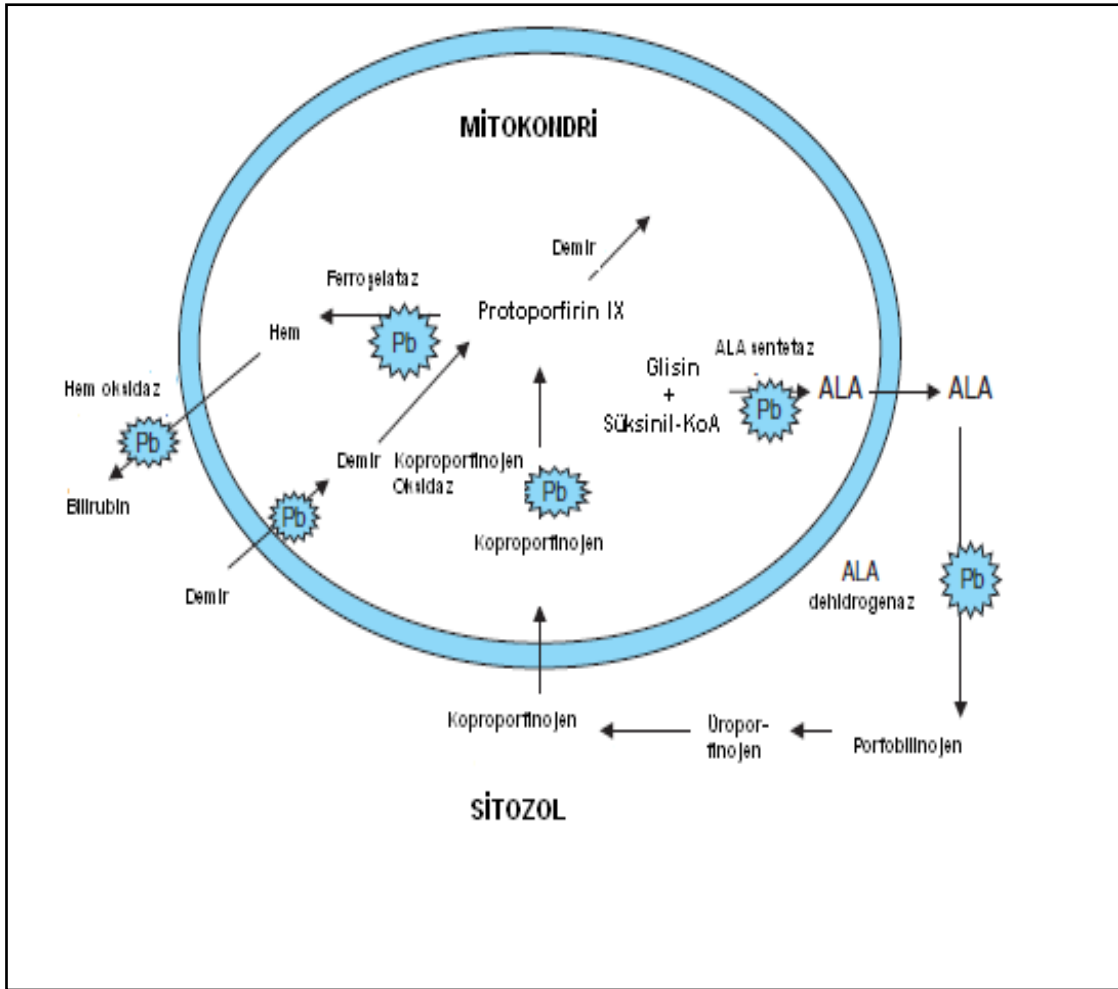 MİTOKONDRİ
Demir
Ferroşelataz
Protoporfirin IX
Pb
Hem
ALA sentetaz
Glisin
+
Süksinil-KoA
Pb
ALA
ALA
Hem oksidaz
Pb
Bilirubin
Demir
Koproporfinojen
Oksidaz
Pb
Pb
Koproporfinojen
Demir
ALA
dehidrogenaz
Pb
Koproporfinojen
Üropor-
finojen
Porfobilinojen
SİTOZOL